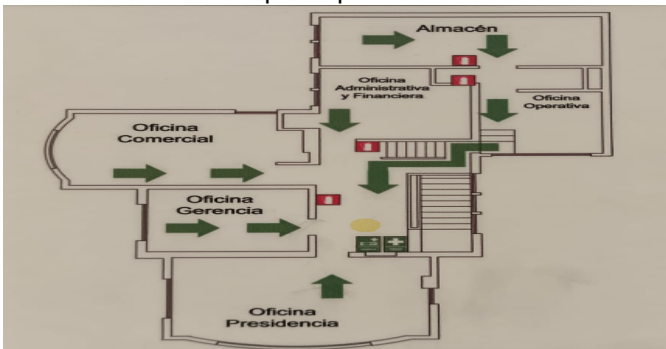 Almacén
Oficina
Administrativa
y Financiera
Oficina
Operativa
Oficina
Comercial
Oficina
Gerencia
Oficina
Presidencia